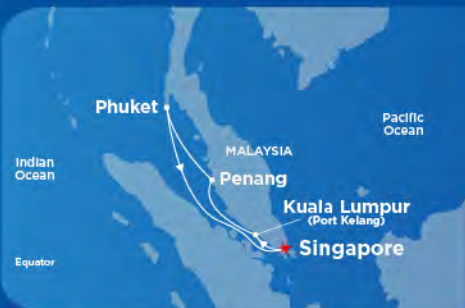 Phuket
Pacific
Ocean
MALAYSIA
Indian
Ocean
Penang
Kuala Lumpur
(Port Kelang)
Singapore
Equator